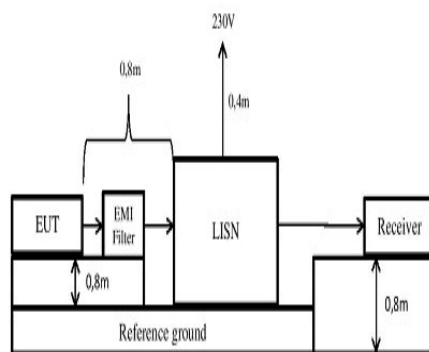 230V
0,8m
0,4m
EUT
EMI
Filter
LISN
Receiver
0,8m
0,8m
Reference ground